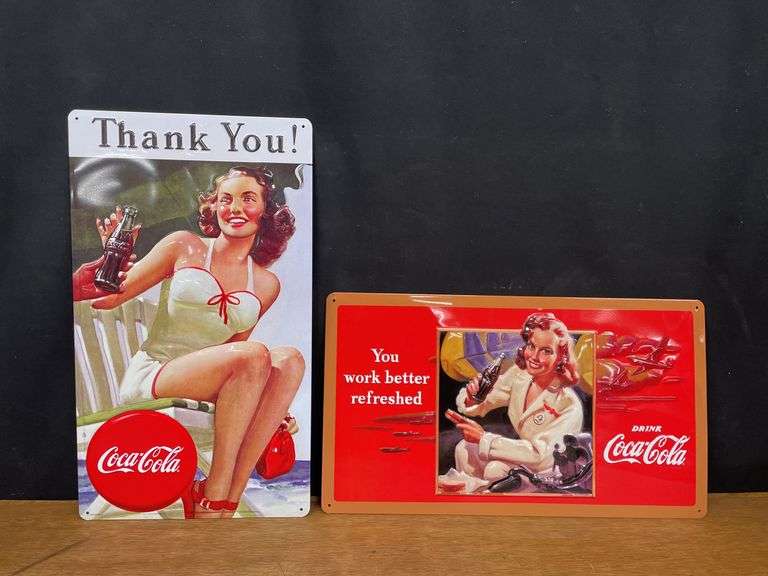 Thank You!
Coca-Cola
You
work better
refreshed
DRINK
Coca-Cola